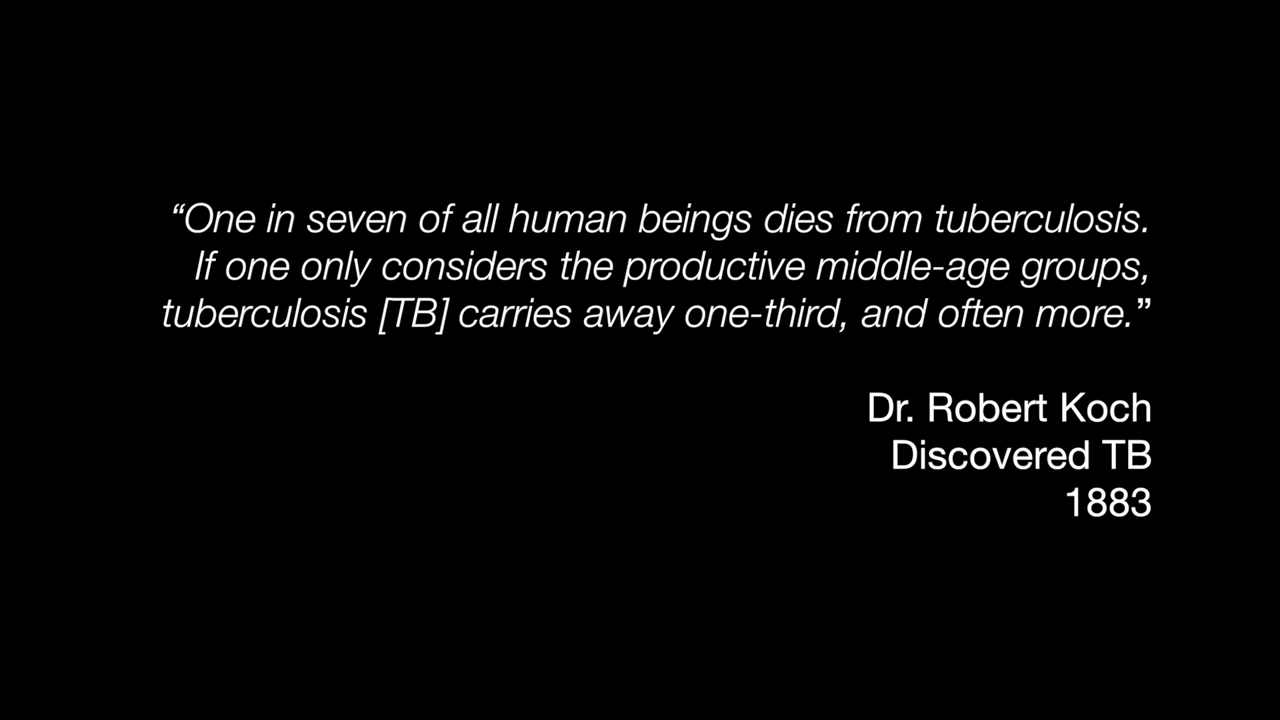 “One in seven of all human beings dies from tuberculosis.
If one only considers the productive middle-age groups,
tuberculosis [TB] carries away one-third, and often more.”
Dr. Robert Koch
Discovered TB
1883